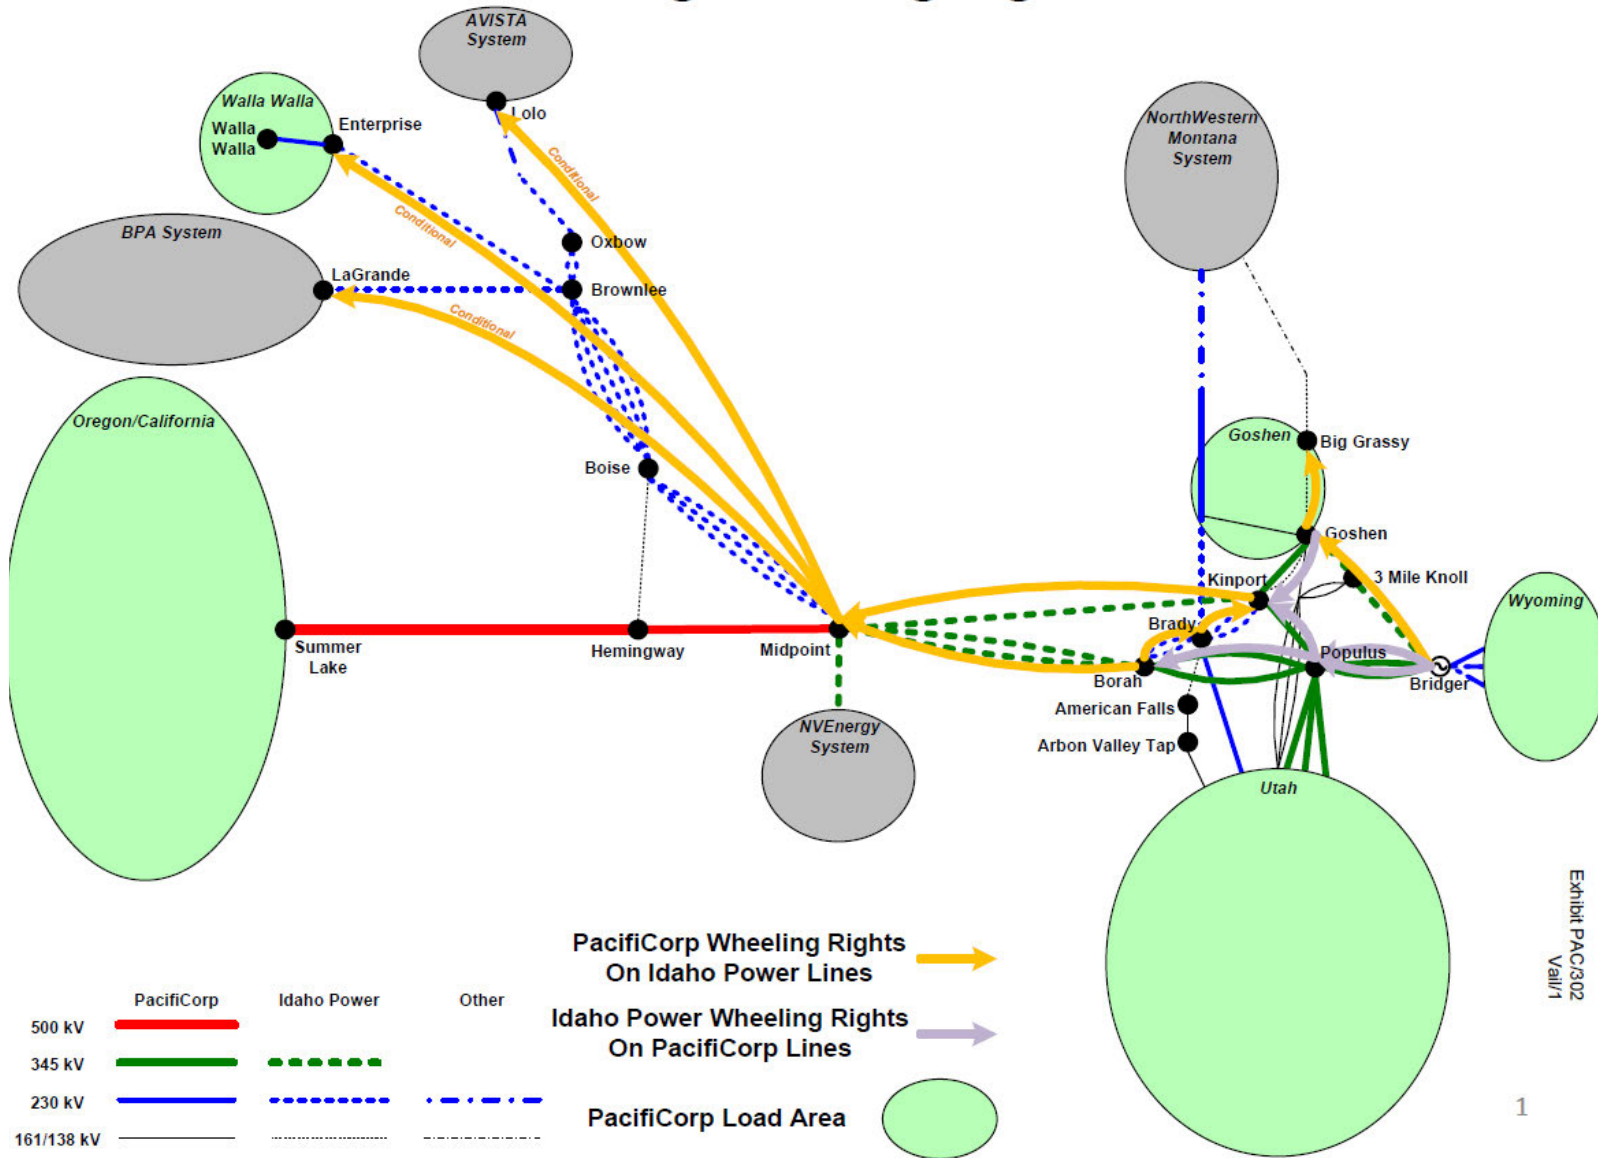 AVISTA
System
Walla Walla
Walla
Walla
Enterprise
Lolo
NorthWestern
Montana
System
Conditional
Conditional
BPA System
LaGrande
Oxbow
Brownlee
Conditional
Oregon/California
Goshen
Big Grassy
Boise
Goshen
Kinport
3 Mile Knoll
Wyoming
Brady
Summer
Lake
Hemingway
Midpoint
Populus
Borah
Bridger
American Falls
Arbon Valley Tap
NVEnergy
System
Utah
Exhibit PAC/302
Vail/1
PacifiCorp Wheeling Rights
On Idaho Power Lines
Idaho Power Wheeling Rights
On PacifiCorp Lines
PacifiCorp Load Area
PacifiCorp Idaho Power Other
500 kV
345 kV
230 kV
161/138 kV
1